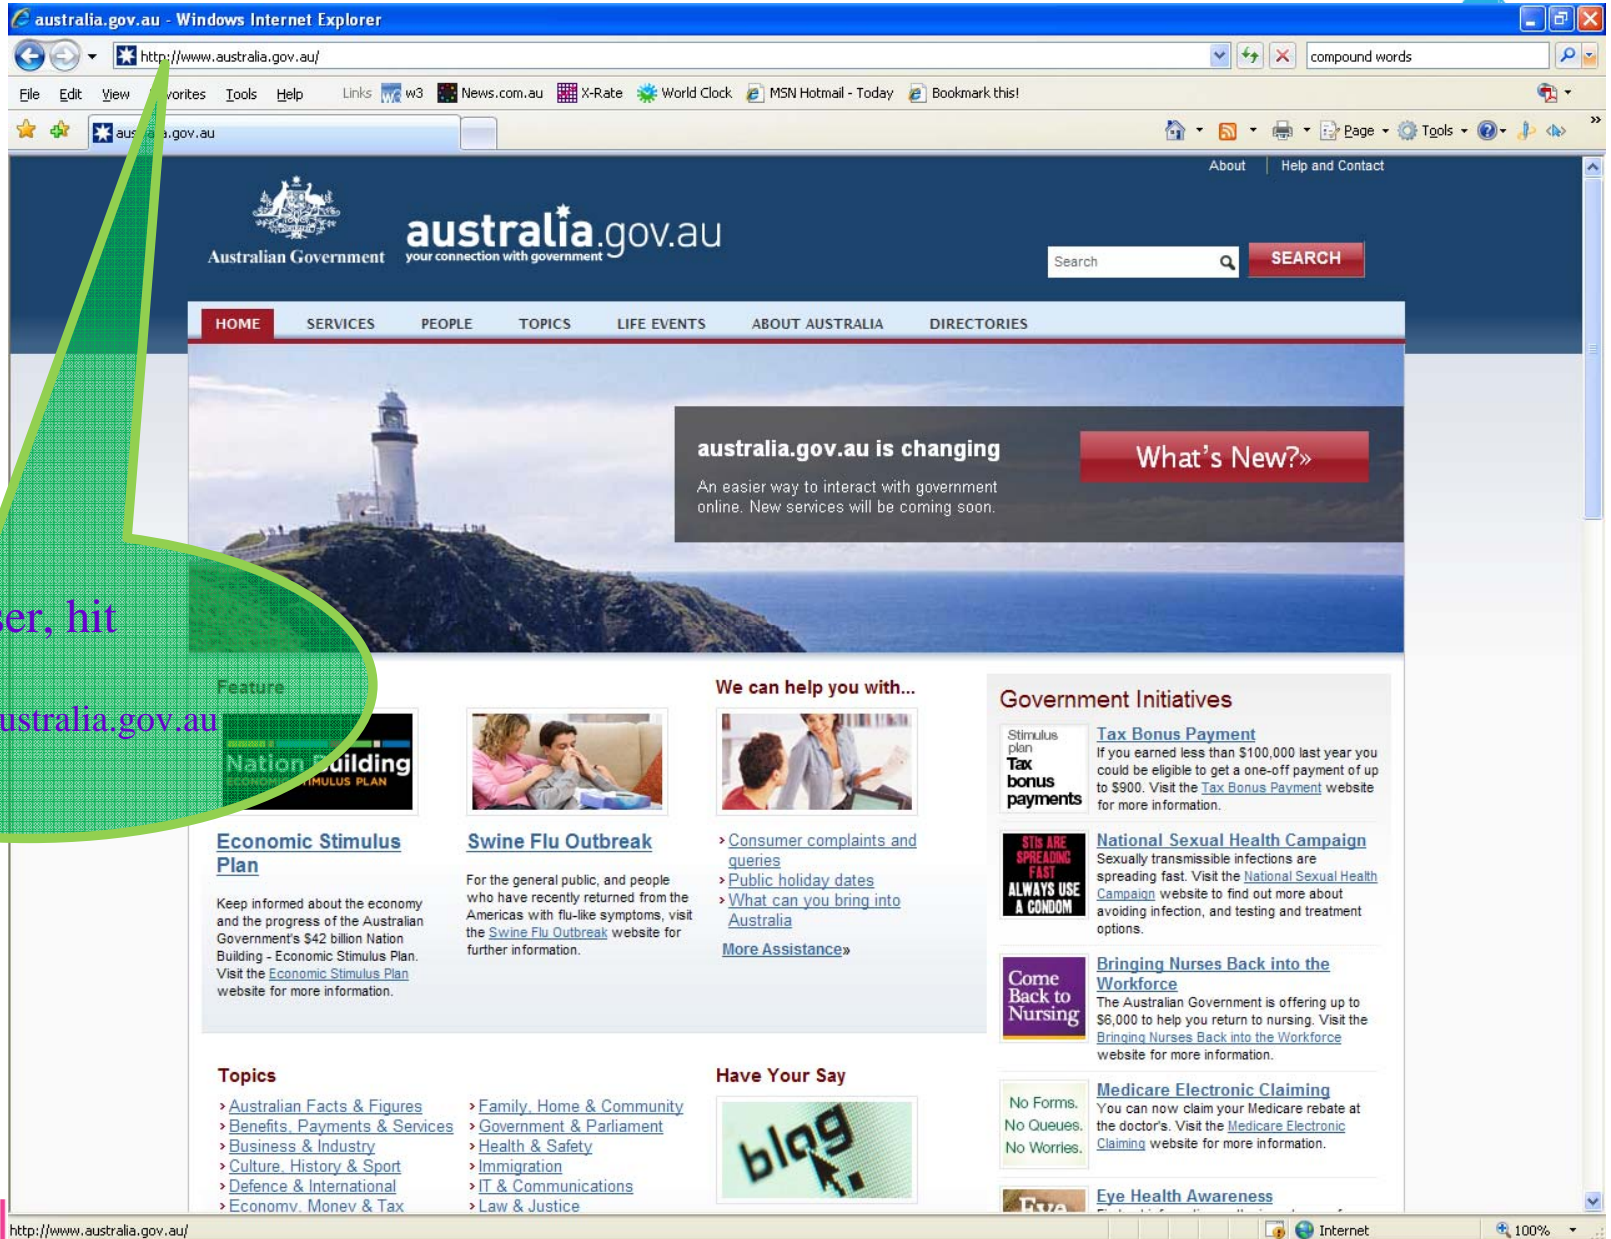 australia.gov.au - Windows Internet Explorer
http://www.australia.gov.au/
compound words
File Edit View Favorites Tools Help Links w3 News.com.au X-Rate World Clock MSN Hotmail - Today Bookmark this!
australia.gov.au
Page Tools
About Help and Contact
Australian Government
australia.gov.au
your connection with government
Search
SEARCH
HOME SERVICES PEOPLE TOPICS LIFE EVENTS ABOUT AUSTRALIA DIRECTORIES
australia.gov.au is changing
An easier way to interact with government
online. New services will be coming soon.
What's New?»
ser, hit
ustralia.gov.au
Feature
Nation Building
ECONOMIC STIMULUS PLAN
Economic Stimulus
Plan
Keep informed about the economy
and the progress of the Australian
Government's $42 billion Nation
Building - Economic Stimulus Plan.
Visit the Economic Stimulus Plan
website for more information.
Swine Flu Outbreak
For the general public, and people
who have recently returned from the
Americas with flu-like symptoms, visit
the Swine Flu Outbreak website for
further information.
We can help you with...
> Consumer complaints and
queries
> Public holiday dates
> What can you bring into
Australia
More Assistance»
Government Initiatives
Stimulus
plan
Tax
bonus
payments
Tax Bonus Payment
If you earned less than $100,000 last year you
could be eligible to get a one-off payment of up
to $900. Visit the Tax Bonus Payment website
for more information.
STIs ARE
SPREADING
FAST
ALWAYS USE
A CONDOM
National Sexual Health Campaign
Sexually transmissible infections are
spreading fast. Visit the National Sexual Health
Campaign website to find out more about
avoiding infection, and testing and treatment
options.
Come
Back to
Nursing
Bringing Nurses Back into the
Workforce
The Australian Government is offering up to
$6,000 to help you return to nursing. Visit the
Bringing Nurses Back into the Workforce
website for more information.
No Forms.
No Queues.
No Worries.
Medicare Electronic Claiming
You can now claim your Medicare rebate at
the doctor's. Visit the Medicare Electronic
Claiming website for more information.
Eye
Eye Health Awareness
Topics
> Australian Facts & Figures
> Benefits, Payments & Services
> Business & Industry
> Culture, History & Sport
> Defence & International
> Economy, Money & Tax
> Family, Home & Community
> Government & Parliament
> Health & Safety
> Immigration
> IT & Communications
> Law & Justice
Have Your Say
blog
http://www.australia.gov.au/
Internet
100%